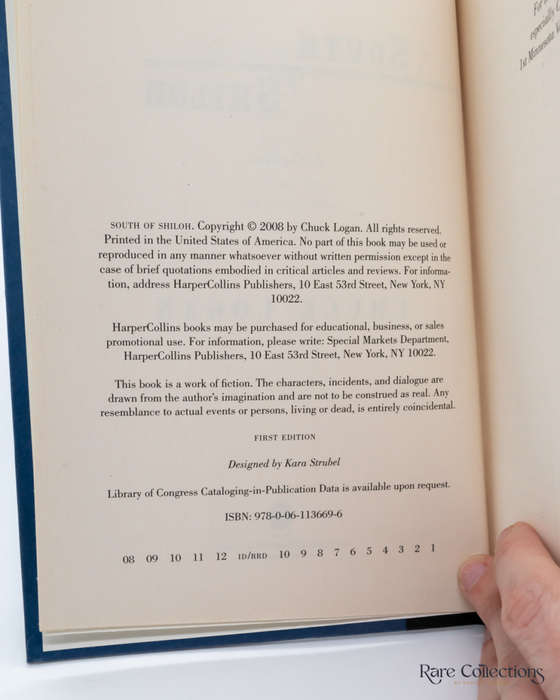 SOUTH OF SHILOH. Copyright © 2008 by Chuck Logan. All rights reserved.
Printed in the United States of America. No part of this book may be used or
reproduced in any manner whatsoever without written permission except in the
case of brief quotations embodied in critical articles and reviews. For informa-
tion, address HarperCollins Publishers, 10 East 53rd Street, New York, NY
10022.
HarperCollins books may be purchased for educational, business, or sales
promotional use. For information, please write: Special Markets Department,
HarperCollins Publishers, 10 East 53rd Street, New York, NY 10022.
This book is a work of fiction. The characters, incidents, and dialogue are
drawn from the author's imagination and are not to be construed as real. Any
resemblance to actual events or persons, living or dead, is entirely coincidental.
FIRST EDITION
Designed by Kara Strubel
Library of Congress Cataloging-in-Publication Data is available upon request.
ISBN: 978-0-06-113669-6
08 09 10 11 12 ID/RRD 10 9 8 7 6 5 4 3 2 1
For
especially
1st Minnesota
Rare Collections